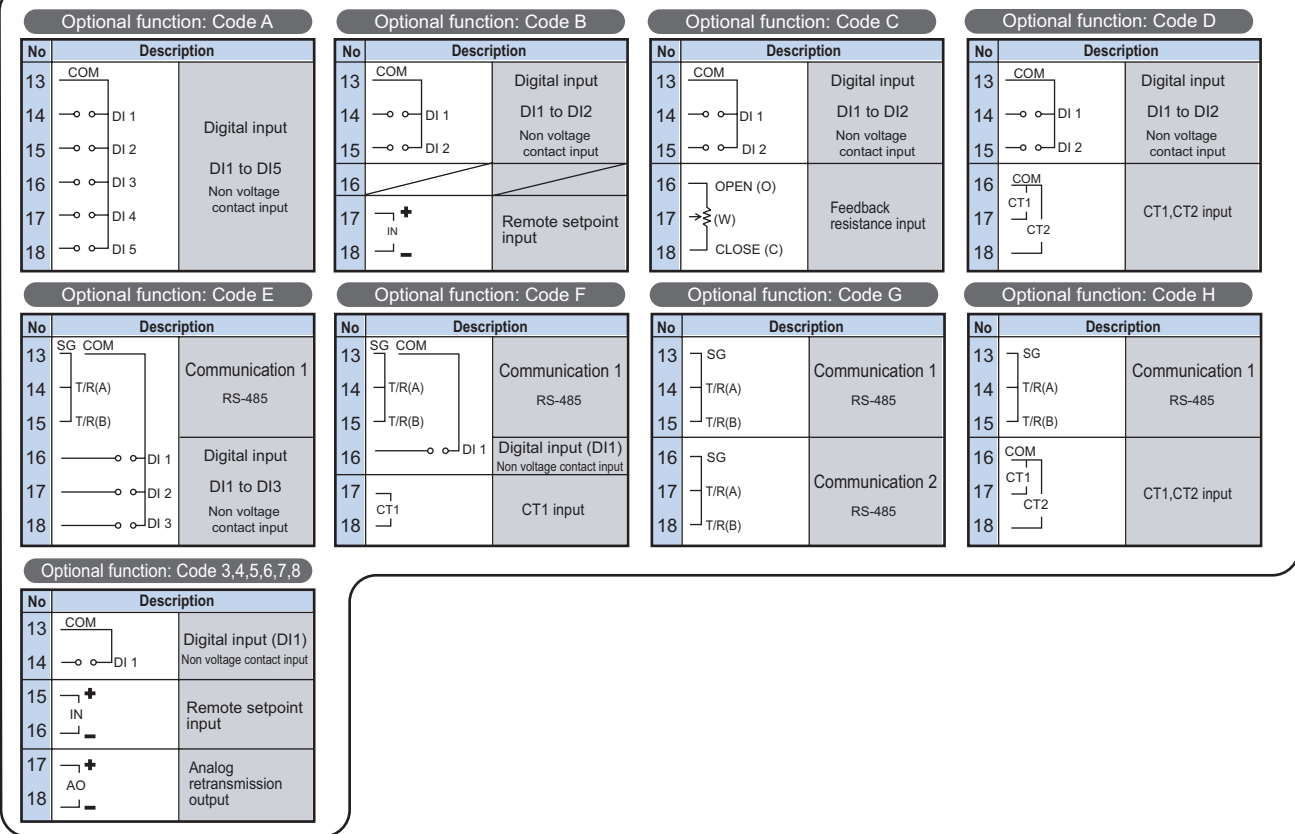 Optional function: Code A
No Description
13 COM
14 DI 1
15 DI 2
16 DI 3
17 DI 4
18 DI 5
Digital input
DI1 to DI5
Non voltage
contact input
Optional function: Code B
No Description
13 COM
14 DI 1
15 DI 2
Digital input
DI1 to DI2
Non voltage
contact input
16
17 +
IN
18 -
Remote setpoint
input
Optional function: Code C
No Description
13 COM
14 DI 1
15 DI 2
Digital input
DI1 to DI2
Non voltage
contact input
16 OPEN (O)
17 (W)
18 CLOSE (C)
Feedback
resistance input
Optional function: Code D
No Description
13 COM
14 DI 1
15 DI 2
Digital input
DI1 to DI2
Non voltage
contact input
16 COM
CT1
17
CT2
18
CT1,CT2 input
Optional function: Code E
No Description
13 SG COM
14 T/R(A)
15 T/R(B)
Communication 1
RS-485
16 DI 1
17 DI 2
18 DI 3
Digital input
DI1 to DI3
Non voltage
contact input
Optional function: Code F
No Description
13 SG COM
14 T/R(A)
15 T/R(B)
Communication 1
RS-485
16 DI 1
Digital input (DI1)
Non voltage contact input
17
CT1
18
CT1 input
Optional function: Code G
No Description
13 SG
14 T/R(A)
15 T/R(B)
Communication 1
RS-485
16 SG
17 T/R(A)
18 T/R(B)
Communication 2
RS-485
Optional function: Code H
No Description
13 SG
14 T/R(A)
15 T/R(B)
Communication 1
RS-485
16 COM
CT1
17
CT2
18
CT1,CT2 input
Optional function: Code 3,4,5,6,7,8
No Description
13 COM
14 DI 1
Digital input (DI1)
Non voltage contact input
15 +
IN
16 -
Remote setpoint
input
17 +
AO
18 -
Analog
retransmission
output